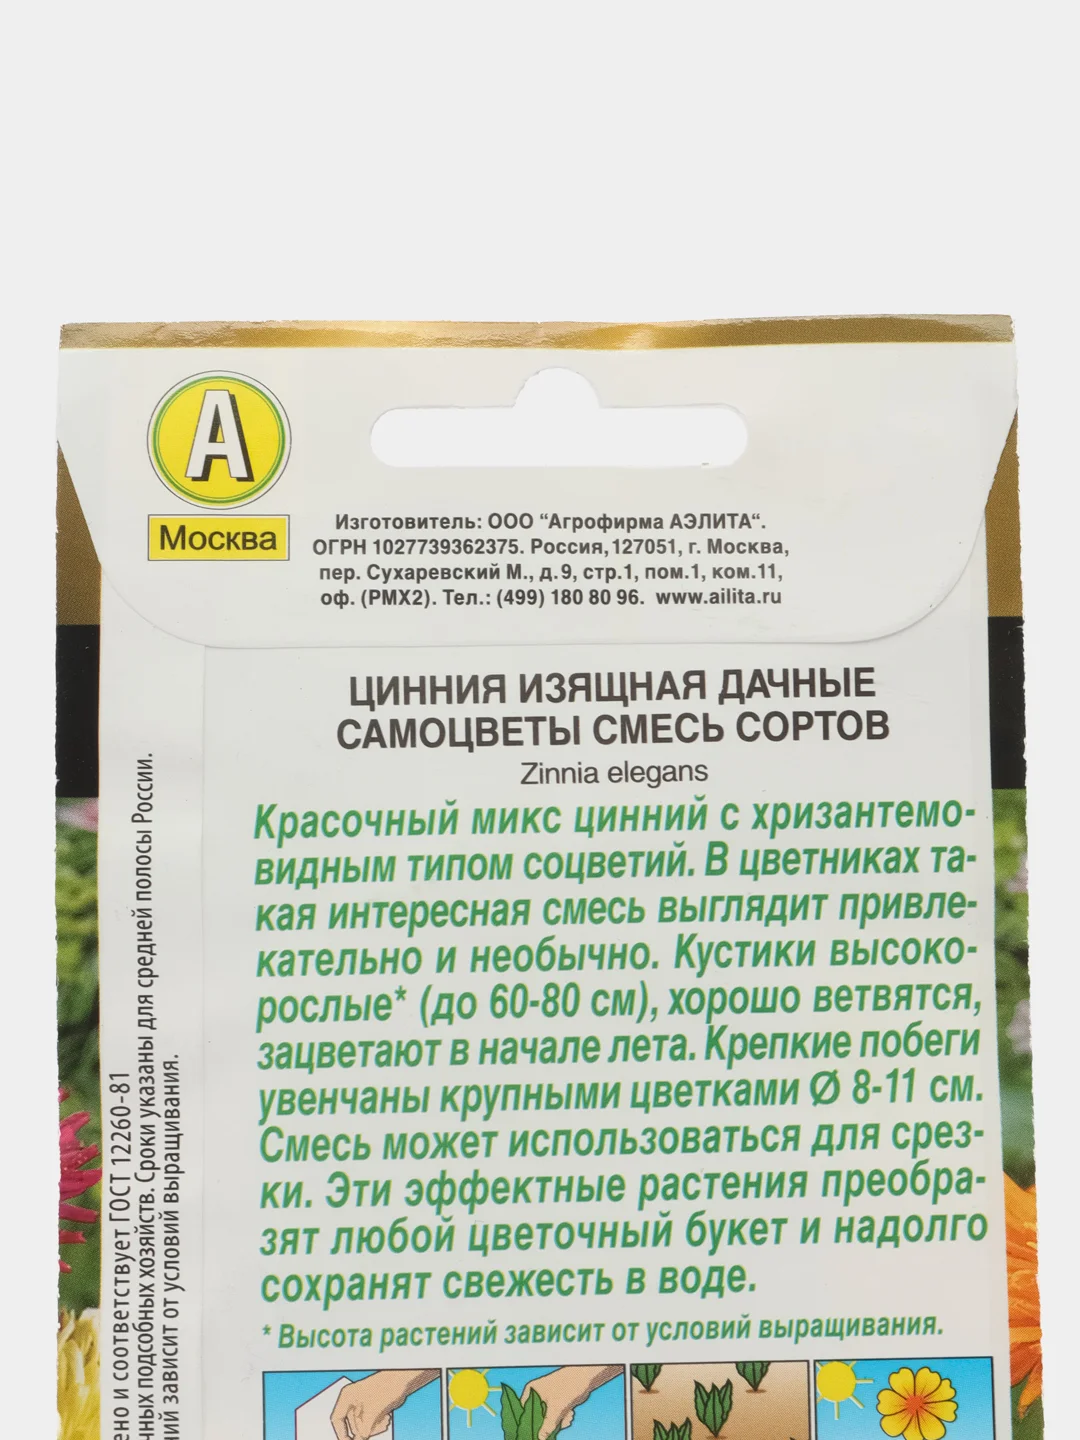 А
Москва
Изготовитель: ООО “Агрофирма АЭЛИТА“.
ОГРН 1027739362375. Россия, 127051, г. Москва,
пер. Сухаревский М., д.9, стр.1, пом.1, ком.11,
оф. (РМХ2). Тел.: (499) 180 80 96. www.ailita.ru
ЦИННИЯ ИЗЯЩНАЯ ДАЧНЫЕ
САМОЦВЕТЫ СМЕСЬ СОРТОВ
Zinnia elegans
Красочный микс цинний с хризантемо-
видным типом соцветий. В цветниках та-
кая интересная смесь выглядит привле-
кательно и необычно. Кустики высоко-
рослые* (до 60-80 см), хорошо ветвятся,
зацветают в начале лета. Крепкие побеги
увенчаны крупными цветками Ø 8-11 см.
Смесь может использоваться для срез-
ки. Эти эффектные растения преобра-
зят любой цветочный букет и надолго
сохранят свежесть в воде.
* Высота растений зависит от условий выращивания.
и соответствует ГОСТ 12260-81
подсобных хозяйств. Сроки указаны для средней полосы России.
зависит от условий выращивания.